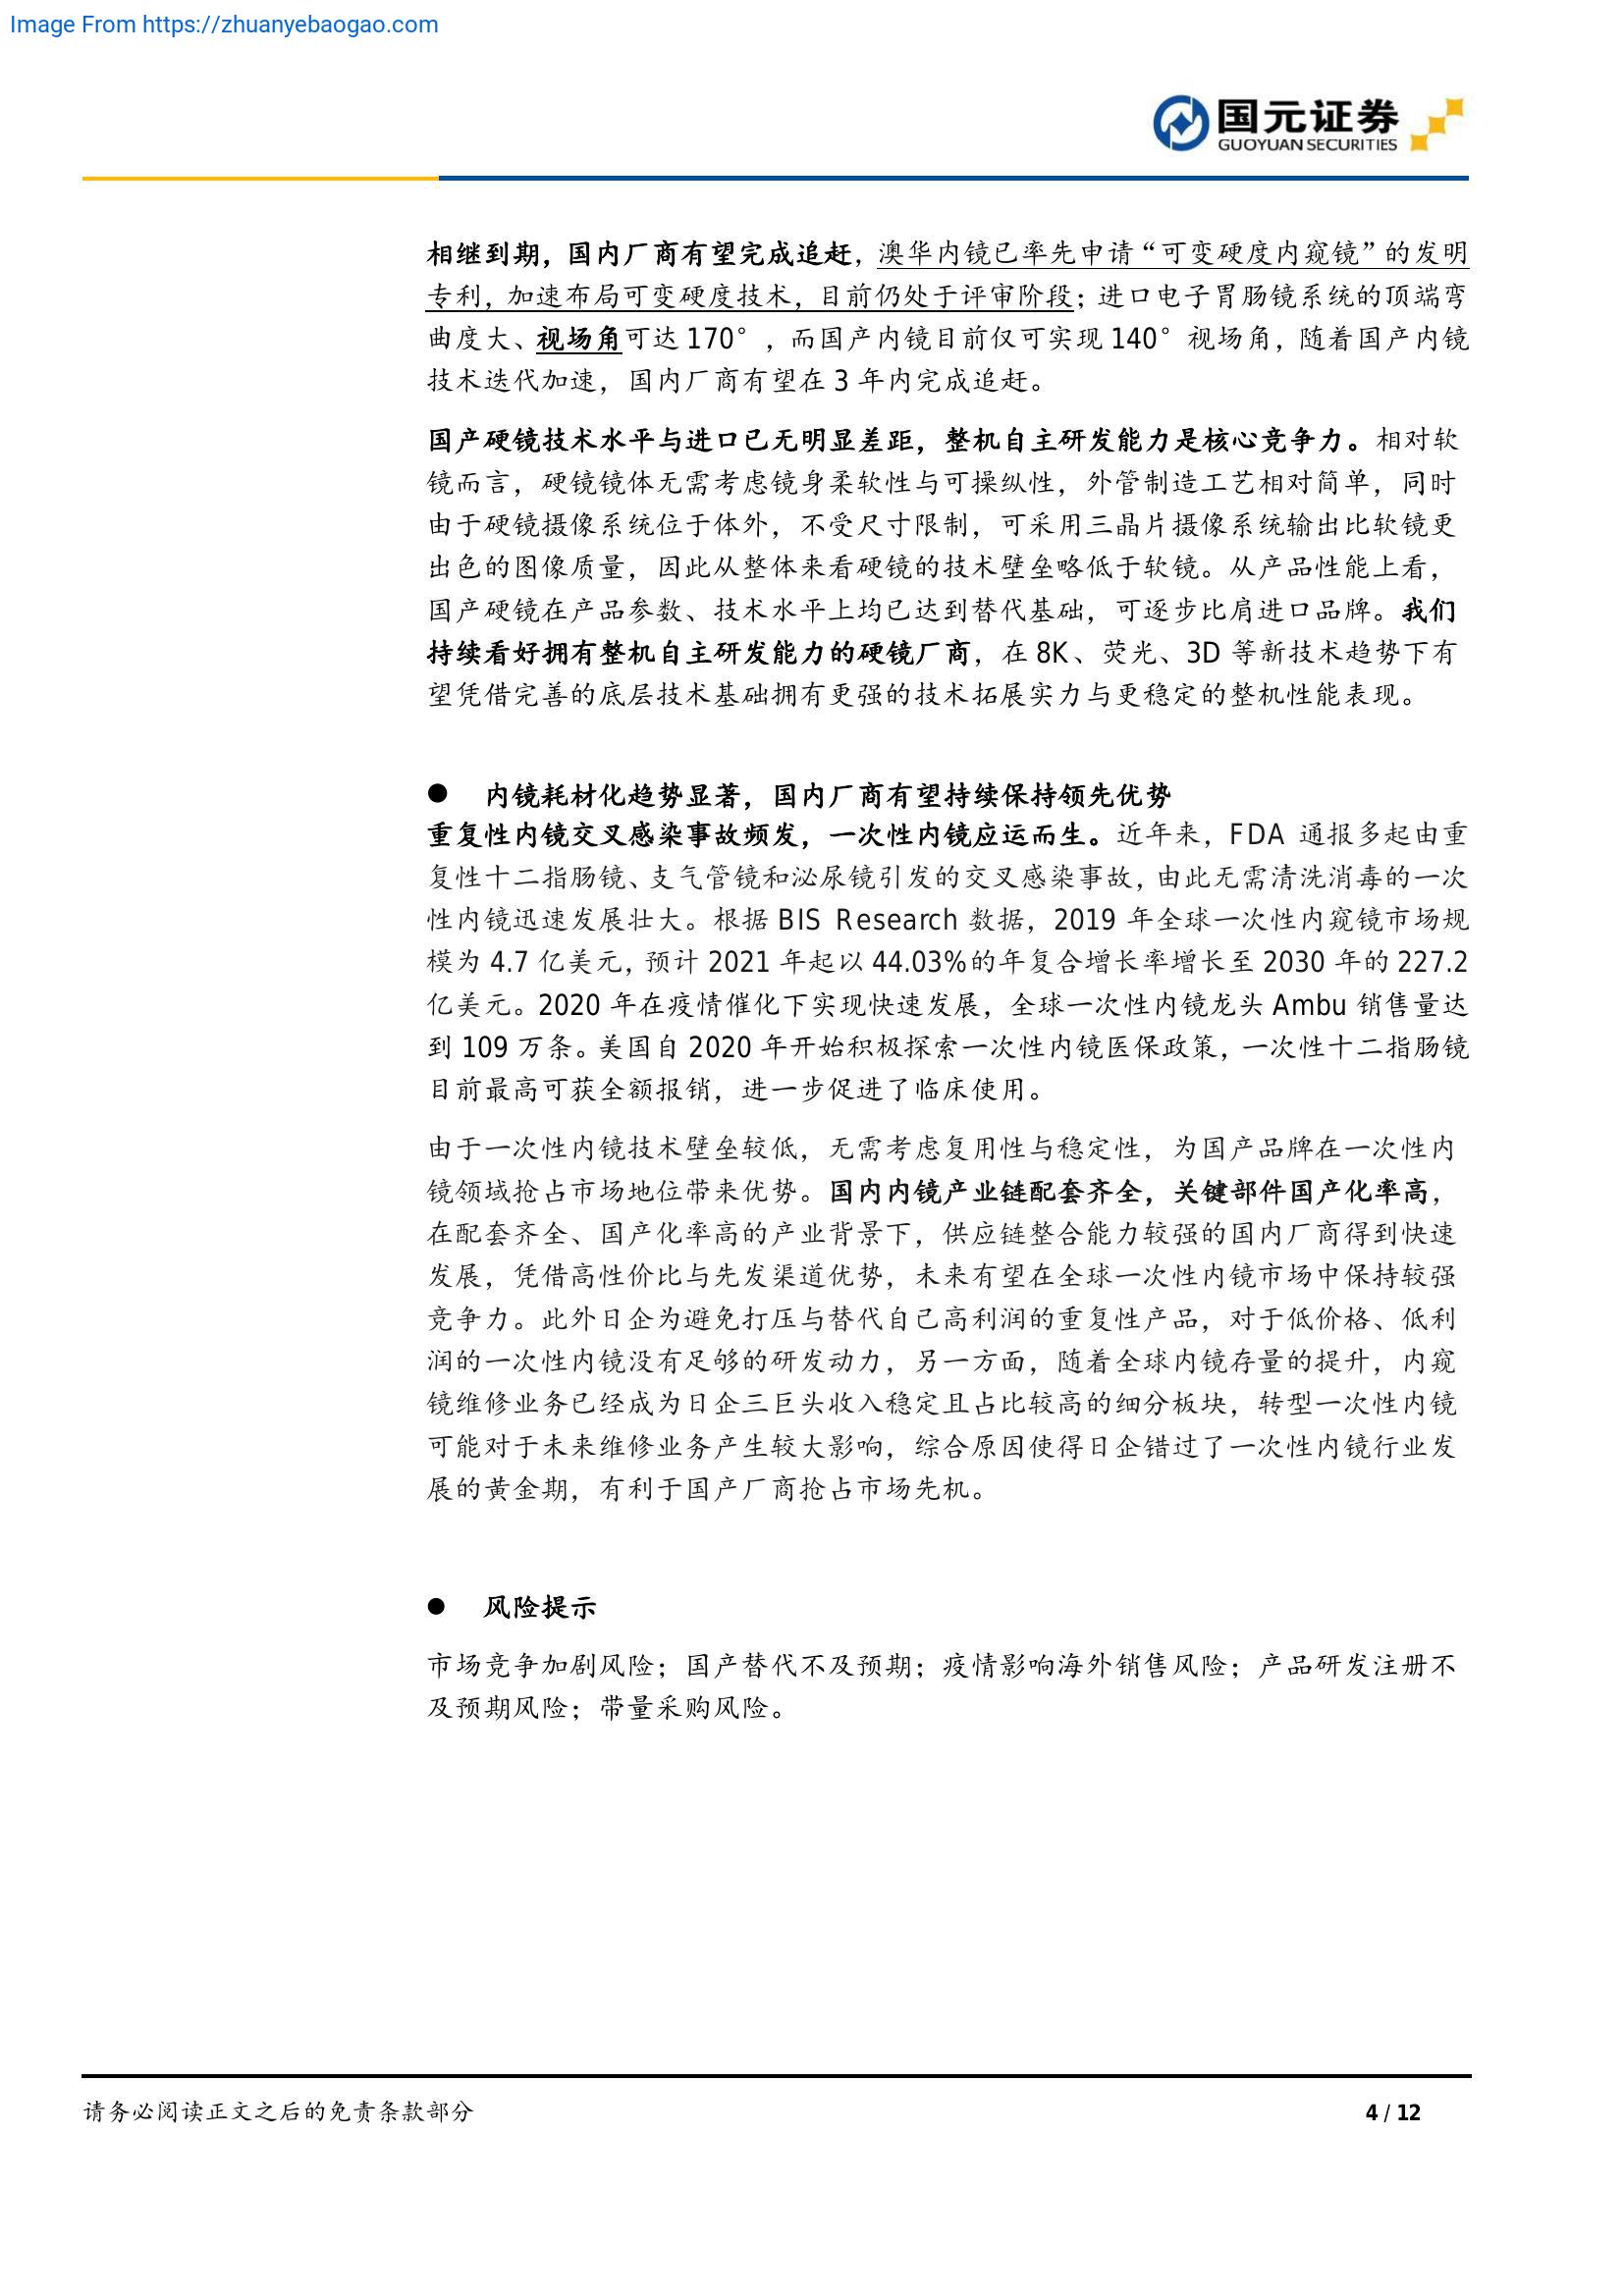 Image From https://zhuanyebaogao.com
国元证券
GUOYUAN SECURITIES
相继到期，国内厂商有望完成追赶，澳华内镜已率先申请“可变硬度内窥镜”的发明
专利，加速布局可变硬度技术，目前仍处于评审阶段；进口电子胃肠镜系统的顶端弯
曲度大、视场角可达 170°，而国产内镜目前仅可实现 140°视场角，随着国产内镜
技术迭代加速，国内厂商有望在 3 年内完成追赶。
国产硬镜技术水平与进口已无明显差距，整机自主研发能力是核心竞争力。相对软
镜而言，硬镜镜体无需考虑镜身柔软性与可操纵性，外管制造工艺相对简单，同时
由于硬镜摄像系统位于体外，不受尺寸限制，可采用三晶片摄像系统输出比软镜更
出色的图像质量，因此从整体来看硬镜的技术壁垒略低于软镜。从产品性能上看，
国产硬镜在产品参数、技术水平上均已达到替代基础，可逐步比肩进口品牌。我们
持续看好拥有整机自主研发能力的硬镜厂商，在 8K、荧光、3D 等新技术趋势下有
望凭借完善的底层技术基础拥有更强的技术拓展实力与更稳定的整机性能表现。
● 内镜耗材化趋势显著，国内厂商有望持续保持领先优势
重复性内镜交叉感染事故频发，一次性内镜应运而生。近年来，FDA 通报多起由重
复性十二指肠镜、支气管镜和泌尿镜引发的交叉感染事故，由此无需清洗消毒的一次
性内镜迅速发展壮大。根据 BIS Research 数据，2019 年全球一次性内窥镜市场规
模为 4.7 亿美元，预计 2021 年起以 44.03%的年复合增长率增长至 2030 年的 227.2
亿美元。2020 年在疫情催化下实现快速发展，全球一次性内镜龙头 Ambu 销售量达
到 109 万条。美国自 2020 年开始积极探索一次性内镜医保政策，一次性十二指肠镜
目前最高可获全额报销，进一步促进了临床使用。
由于一次性内镜技术壁垒较低，无需考虑复用性与稳定性，为国产品牌在一次性内
镜领域抢占市场地位带来优势。国内内镜产业链配套齐全，关键部件国产化率高，
在配套齐全、国产化率高的产业背景下，供应链整合能力较强的国内厂商得到快速
发展，凭借高性价比与先发渠道优势，未来有望在全球一次性内镜市场中保持较强
竞争力。此外日企为避免打压与替代自己高利润的重复性产品，对于低价格、低利
润的一次性内镜没有足够的研发动力，另一方面，随着全球内镜存量的提升，内窥
镜维修业务已经成为日企三巨头收入稳定且占比较高的细分板块，转型一次性内镜
可能对于未来维修业务产生较大影响，综合原因使得日企错过了一次性内镜行业发
展的黄金期，有利于国产厂商抢占市场先机。
● 风险提示
市场竞争加剧风险；国产替代不及预期；疫情影响海外销售风险；产品研发注册不
及预期风险；带量采购风险。
请务必阅读正文之后的免责条款部分
4 / 12